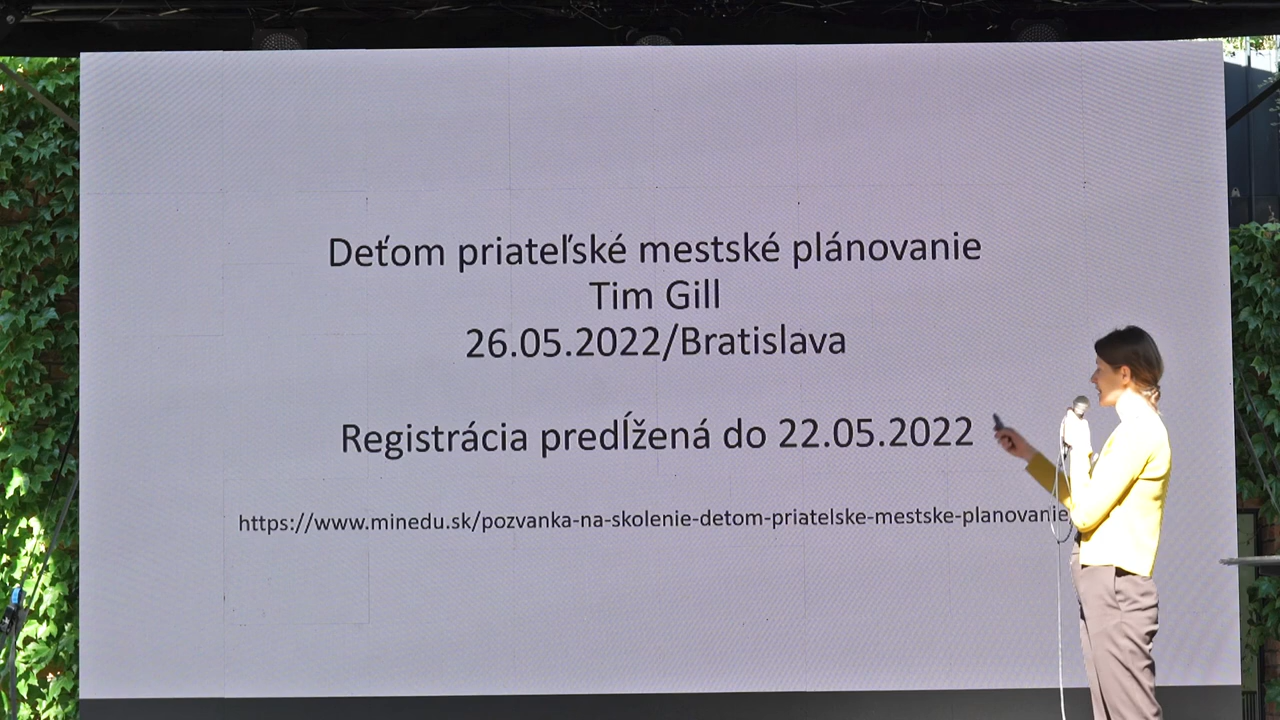 Deťom priateľské mestské plánovanie
Tim Gill
26.05.2022/Bratislava
Registrácia predĺžená do 22.05.2022
https://www.minedu.sk/pozvanka-na-skolenie-detom-priatelske-mestske-planovanie/